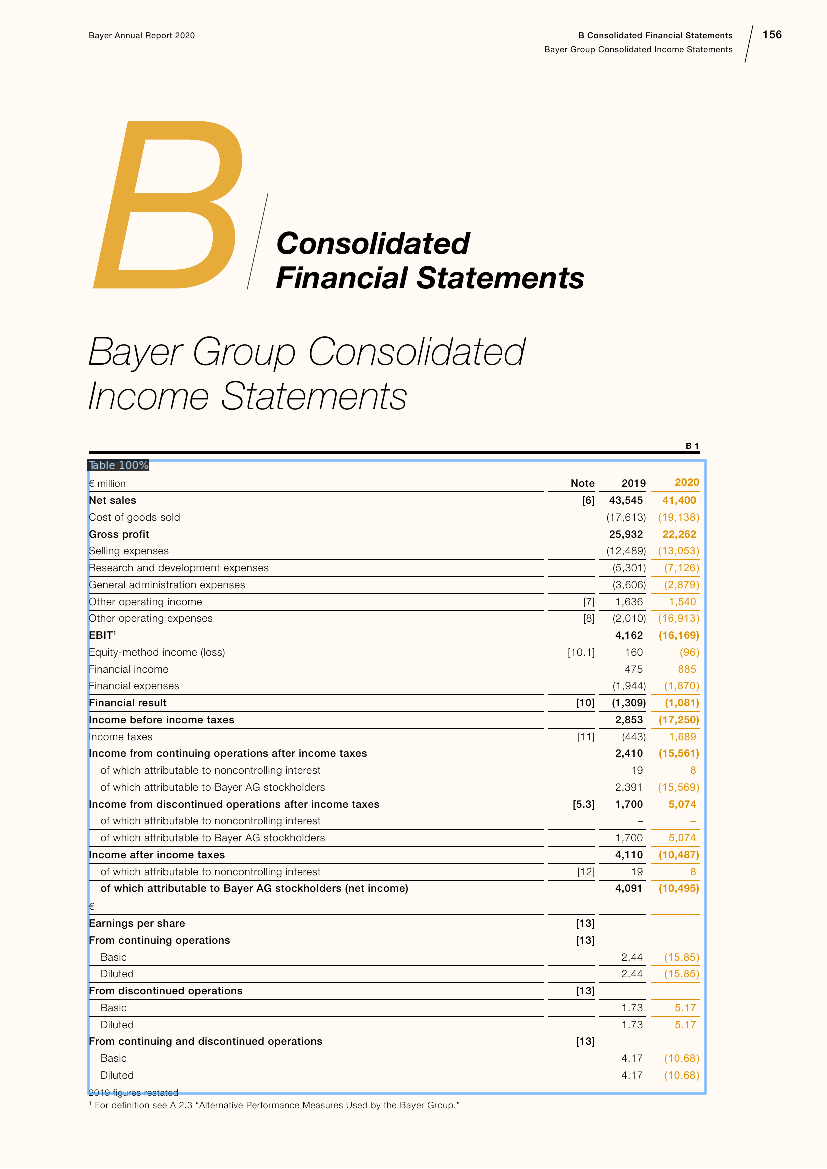 Bayer Annual Report 2020
B Consolidated Financial Statements
Bayer Group Consolidated Income Statements
156
B
Consolidated
Financial Statements
Bayer Group Consolidated
Income Statements
B 1
Table 100%
€ million Note 2019 2020
Net sales [6] 43,545 41,400
Cost of goods sold (17,613) (19,138)
Gross profit 25,932 22,262
Selling expenses (12,489) (13,053)
Research and development expenses (5,301) (7,126)
General administration expenses (3,606) (2,879)
Other operating income [7] 1,636 1,540
Other operating expenses [8] (2,010) (16,913)
EBIT¹ 4,162 (16,169)
Equity-method income (loss) [10.1] 160 (96)
Financial income 475 885
Financial expenses (1,944) (1,870)
Financial result [10] (1,309) (1,081)
Income before income taxes 2,853 (17,250)
Income taxes [11] (443) 1,689
Income from continuing operations after income taxes 2,410 (15,561)
of which attributable to noncontrolling interest 19 8
of which attributable to Bayer AG stockholders 2,391 (15,569)
Income from discontinued operations after income taxes [5.3] 1,700 5,074
of which attributable to noncontrolling interest – –
of which attributable to Bayer AG stockholders 1,700 5,074
Income after income taxes 4,110 (10,487)
of which attributable to noncontrolling interest [12] 19 8
of which attributable to Bayer AG stockholders (net income) 4,091 (10,495)
€
Earnings per share [13]
From continuing operations [13]
Basic 2.44 (15.85)
Diluted 2.44 (15.85)
From discontinued operations [13]
Basic 1.73 5.17
Diluted 1.73 5.17
From continuing and discontinued operations [13]
Basic 4.17 (10.68)
Diluted 4.17 (10.68)
2019 figures restated
¹ For definition see A 2.3 "Alternative Performance Measures Used by the Bayer Group."